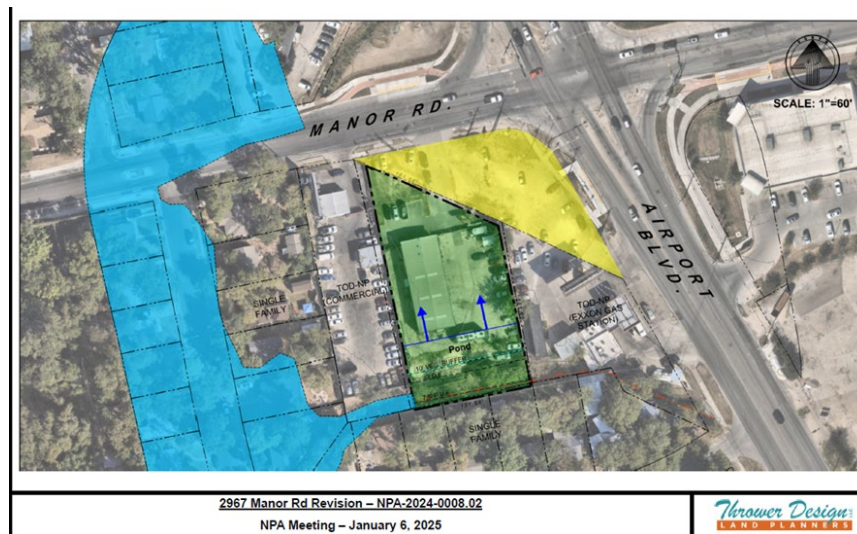 SCALE: 1"=60'
MANOR RD.
AIRPORT
BLVD.
TOD-NP
(COMMERCIAL)
SINGLE
FAMILY
TOD-NP
(EXXON GAS
STATION)
Pond
BUFFER
SINGLE
FAMILY
2967 Manor Rd Revision – NPA-2024-0008.02
NPA Meeting – January 6, 2025
Thrower Design
LAND PLANNERS